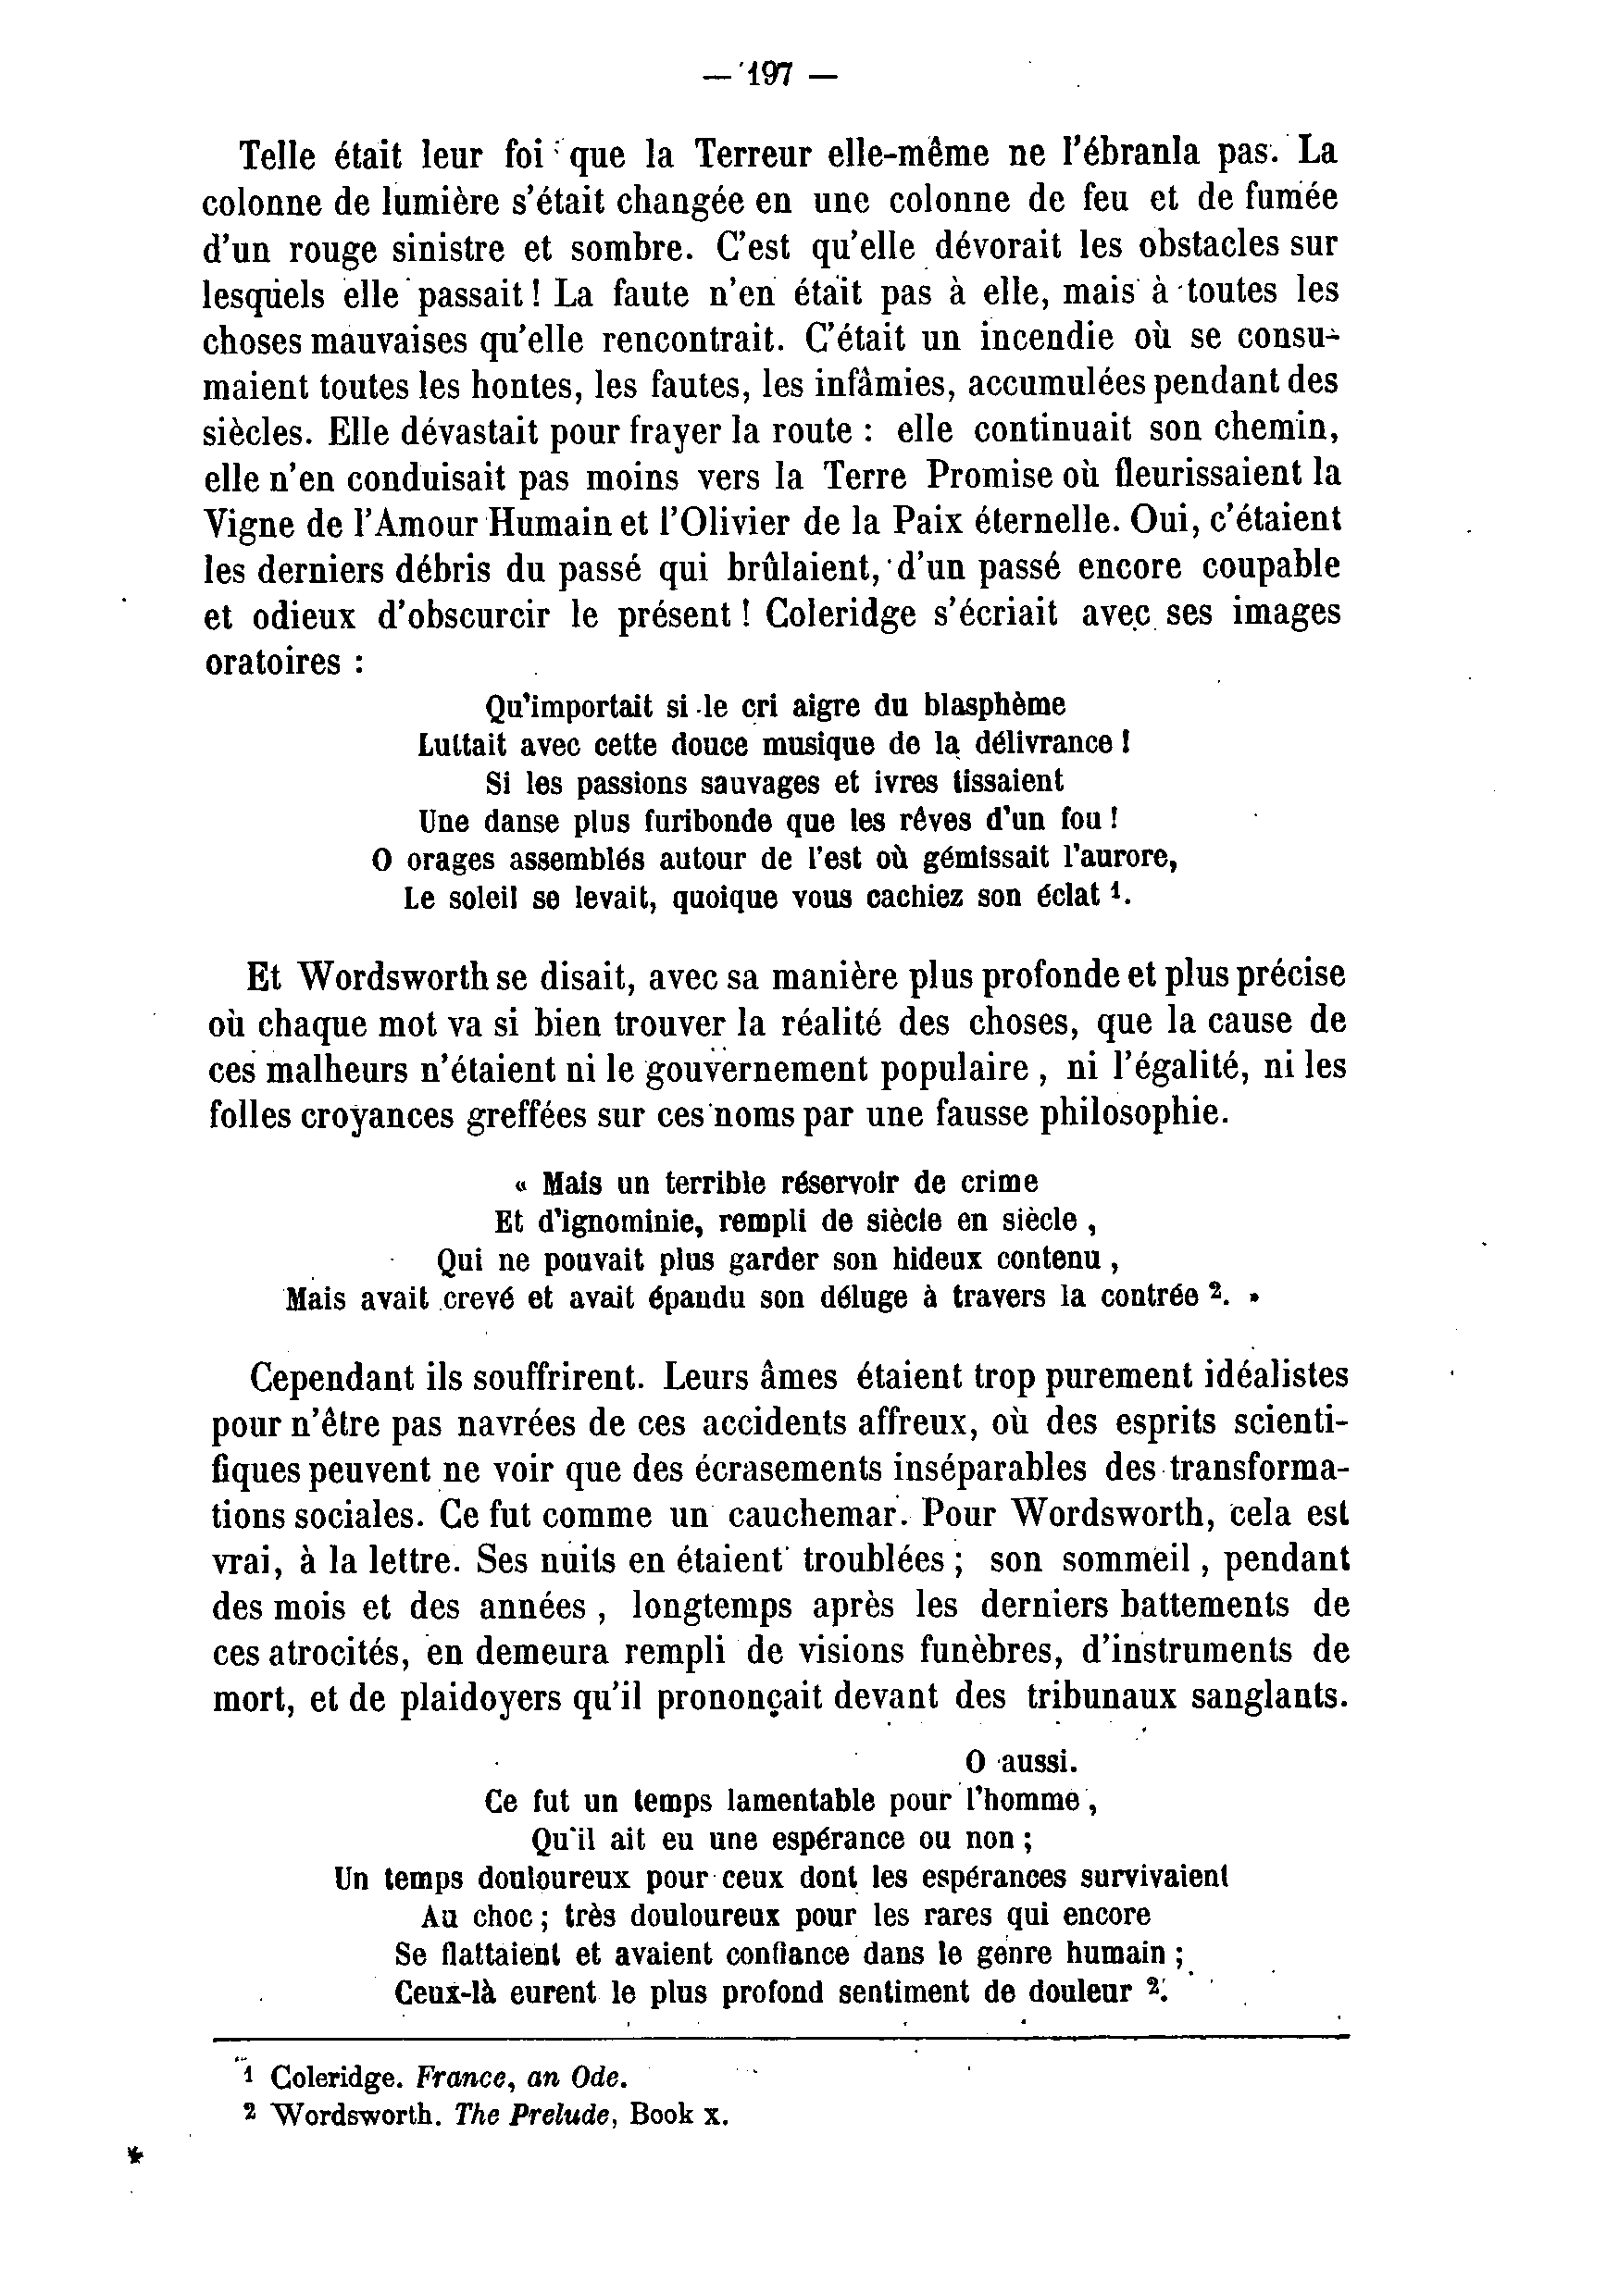 — 197 —
Telle était leur foi que la Terreur elle-même ne l'ébranla pas. La
colonne de lumière s'était changée en une colonne de feu et de fumée
d'un rouge sinistre et sombre. C'est qu'elle dévorait les obstacles sur
lesquels elle passait ! La faute n'en était pas à elle, mais à toutes les
choses mauvaises qu'elle rencontrait. C'était un incendie où se consu-
maient toutes les hontes, les fautes, les infâmies, accumulées pendant des
siècles. Elle dévastait pour frayer la route : elle continuait son chemin,
elle n'en conduisait pas moins vers la Terre Promise où fleurissaient la
Vigne de l'Amour Humain et l'Olivier de la Paix éternelle. Oui, c'étaient
les derniers débris du passé qui brûlaient, d'un passé encore coupable
et odieux d'obscurcir le présent ! Coleridge s'écriait avec ses images
oratoires :
Qu'importait si le cri aigre du blasphème
Luttait avec cette douce musique de la délivrance !
Si les passions sauvages et ivres tissaient
Une danse plus furibonde que les rêves d'un fou !
O orages assemblés autour de l'est où gémissait l'aurore,
Le soleil se levait, quoique vous cachiez son éclat 1.
Et Wordsworth se disait, avec sa manière plus profonde et plus précise
où chaque mot va si bien trouver la réalité des choses, que la cause de
ces malheurs n'étaient ni le gouvernement populaire , ni l'égalité, ni les
folles croyances greffées sur ces noms par une fausse philosophie.
« Mais un terrible réservoir de crime
Et d'ignominie, rempli de siècle en siècle ,
Qui ne pouvait plus garder son hideux contenu ,
Mais avait crevé et avait épandu son déluge à travers la contrée 2. »
Cependant ils souffrirent. Leurs âmes étaient trop purement idéalistes
pour n'être pas navrées de ces accidents affreux, où des esprits scienti-
fiques peuvent ne voir que des écrasements inséparables des transforma-
tions sociales. Ce fut comme un cauchemar. Pour Wordsworth, cela est
vrai, à la lettre. Ses nuits en étaient troublées ; son sommeil , pendant
des mois et des années , longtemps après les derniers battements de
ces atrocités, en demeura rempli de visions funèbres, d'instruments de
mort, et de plaidoyers qu'il prononçait devant des tribunaux sanglants.
O aussi.
Ce fut un temps lamentable pour l'homme ,
Qu'il ait eu une espérance ou non ;
Un temps douloureux pour ceux dont les espérances survivaient
Au choc ; très douloureux pour les rares qui encore
Se flattaient et avaient confiance dans le genre humain ;
Ceux-là eurent le plus profond sentiment de douleur 2.
1 Coleridge. France, an Ode.
2 Wordsworth. The Prelude, Book X.